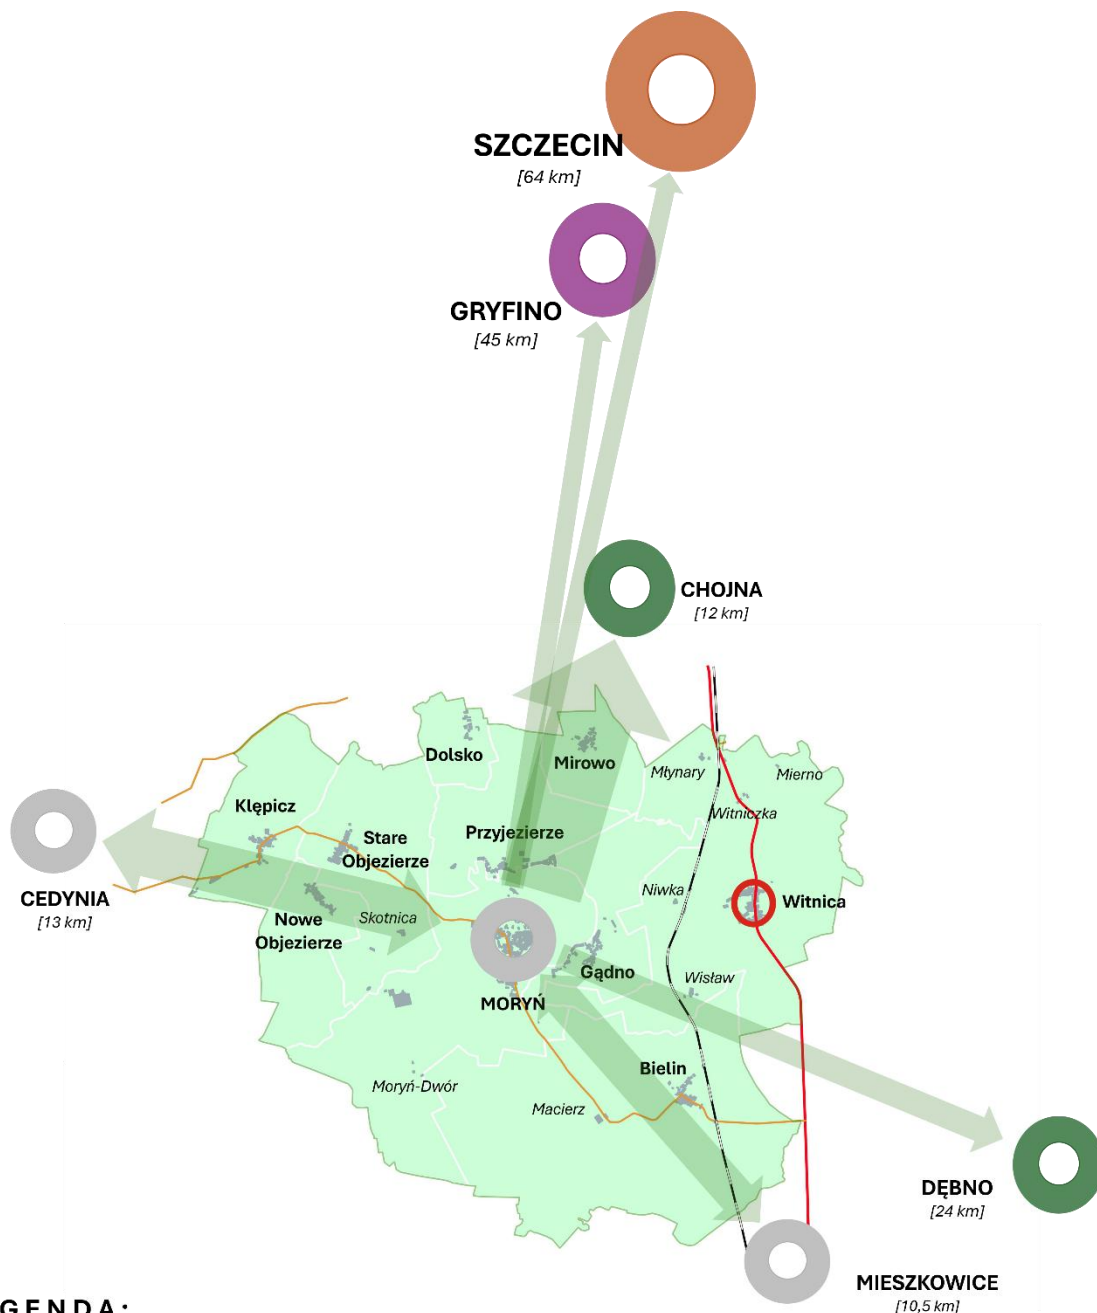 SZCZECIN
[64 km]
GRYFINO
[45 km]
CHOJNA
[12 km]
Dolsko
Mirowo
Młynary
Mierno
Klępicz
Witniczka
Stare
Objezierze
Przyjezierze
CEDYNIA
[13 km]
Nowe
Objezierze
Skotnica
Niwka
Witnica
Gądno
Wisław
MORYŃ
Bielin
Moryń-Dwór
Macierz
DĘBNO
[24 km]
MIESZKOWICE
[10,5 km]
GENDA: